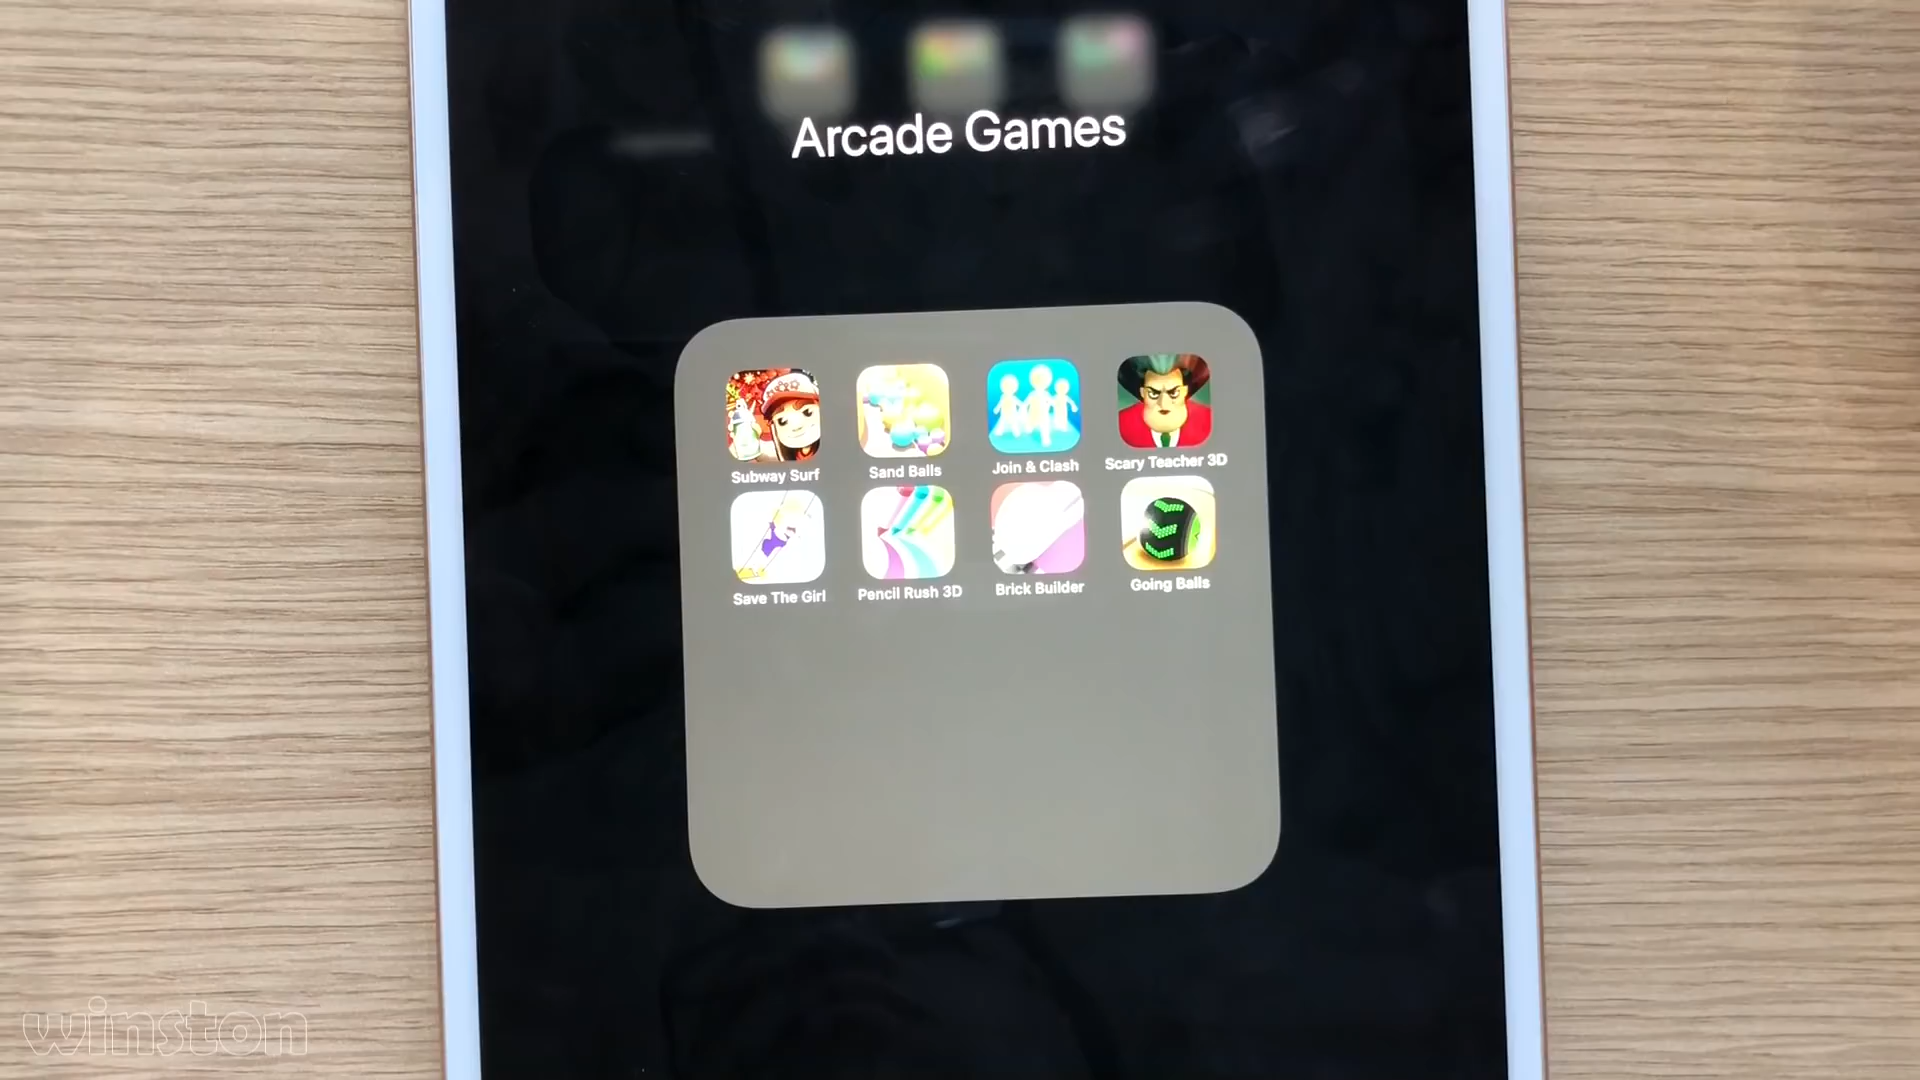 Arcade Games
Subway Surf
Sand Balls
Join & Clash
Scary Teacher 3D
Save The Girl
Pencil Rush 3D
Brick Builder
Going Balls
winston